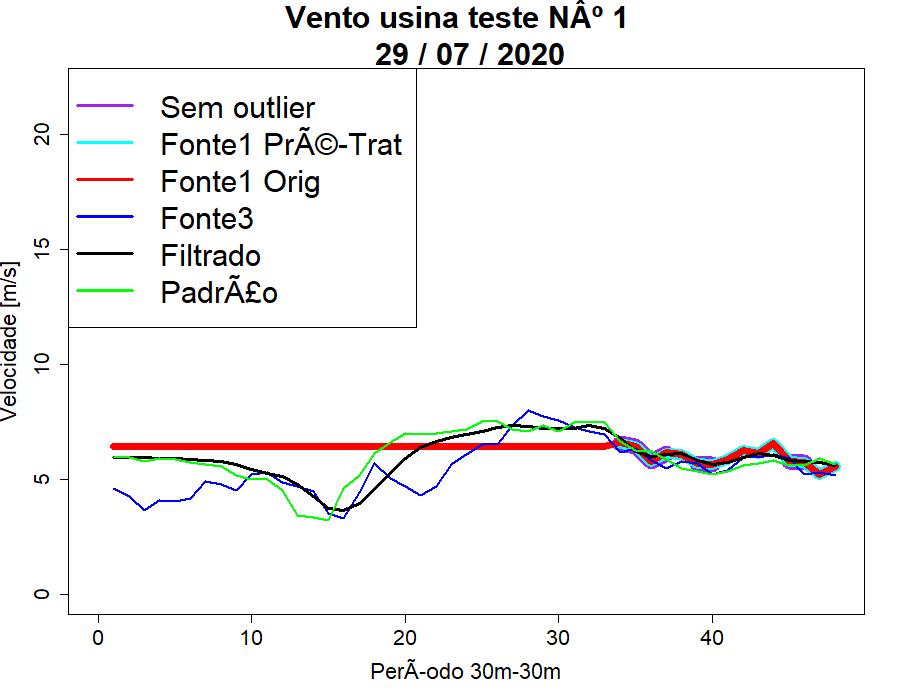 Vento usina teste NÂº 1
29 / 07 / 2020
Sem outlier
Fonte1 PrÃ©-Trat
Fonte1 Orig
Fonte3
Filtrado
PadrÃ£o
Velocidade [m/s]
20
15
10
5
0
0 10 20 30 40
PerÃ-odo 30m-30m